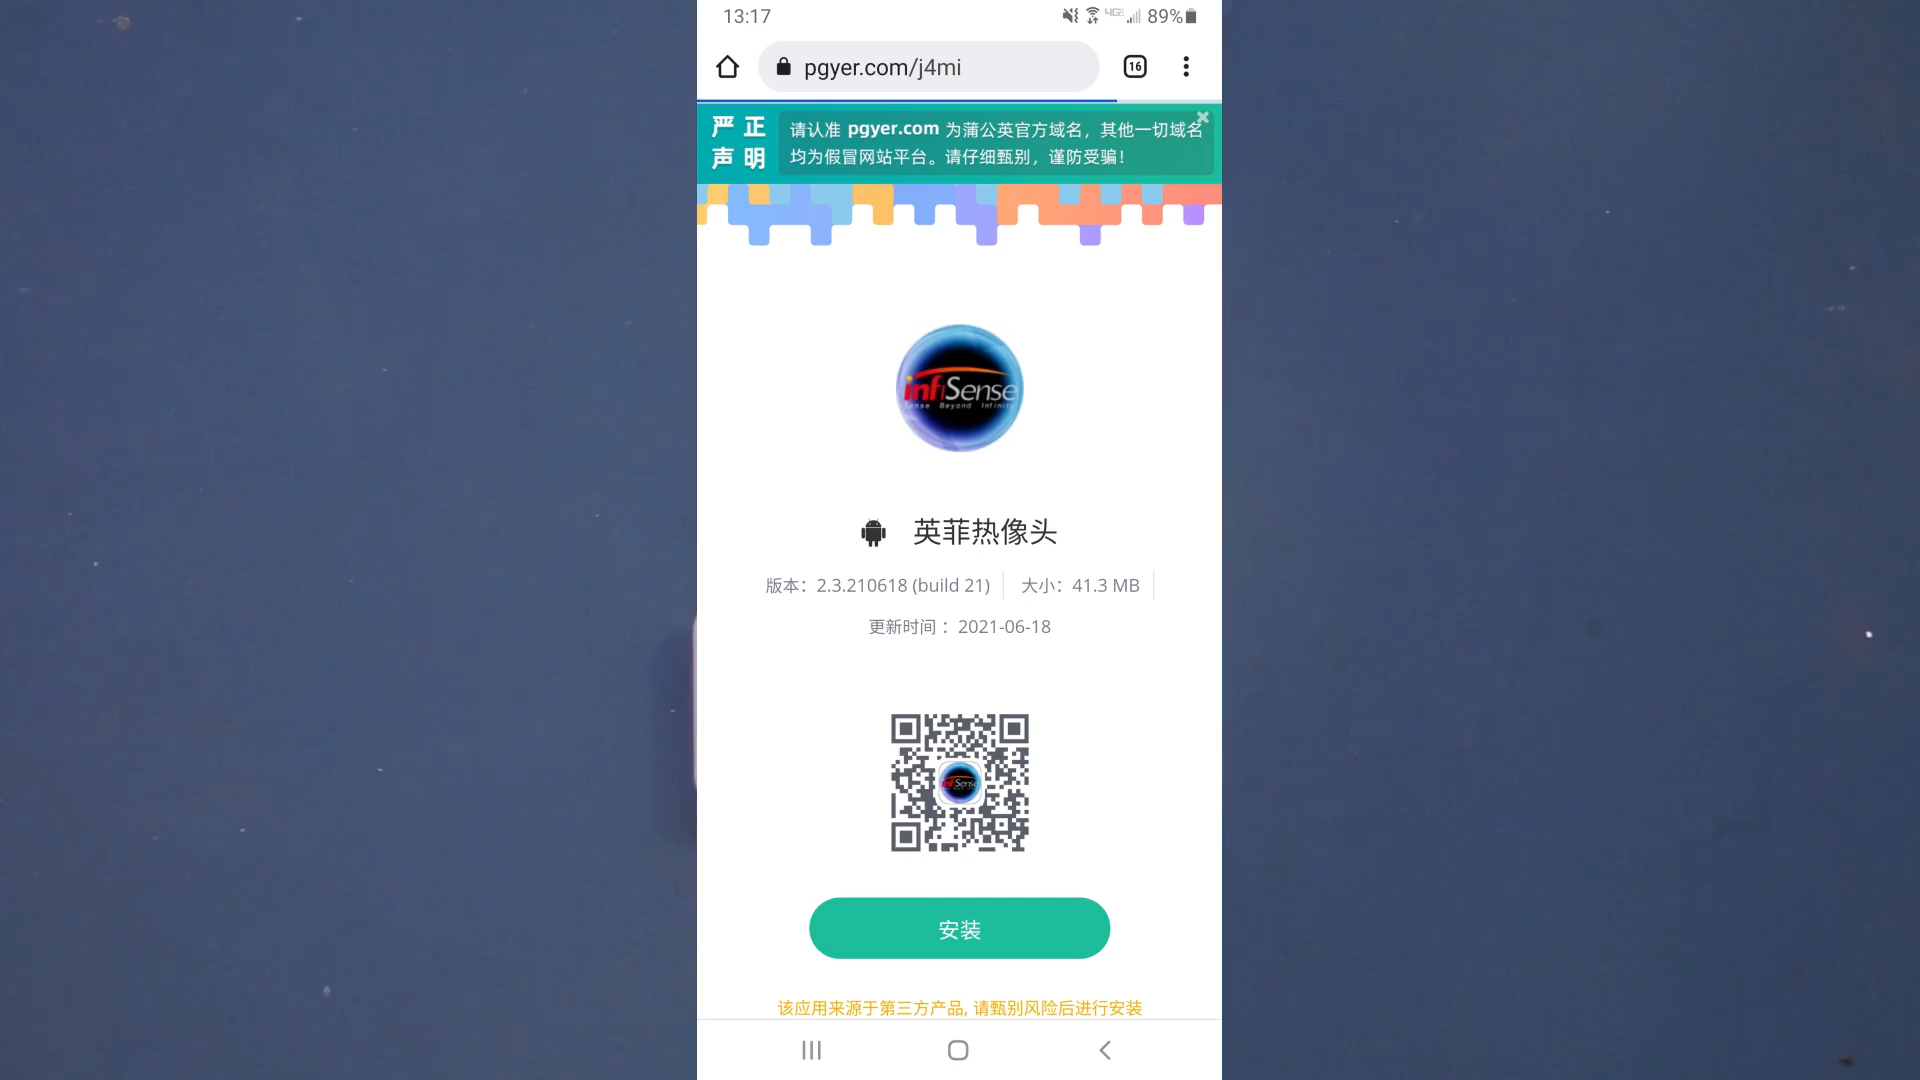 13:17
89%
pgyer.com/j4mi
16
严正
声明
请认准 pgyer.com 为蒲公英官方域名，其他一切域名
均为假冒网站平台。请仔细甄别，谨防受骗！
infiSense
Sense Beyond Infinity
英菲热像头
版本：2.3.210618 (build 21)
大小：41.3 MB
更新时间 ：2021-06-18
安装
该应用来源于第三方产品, 请甄别风险后进行安装